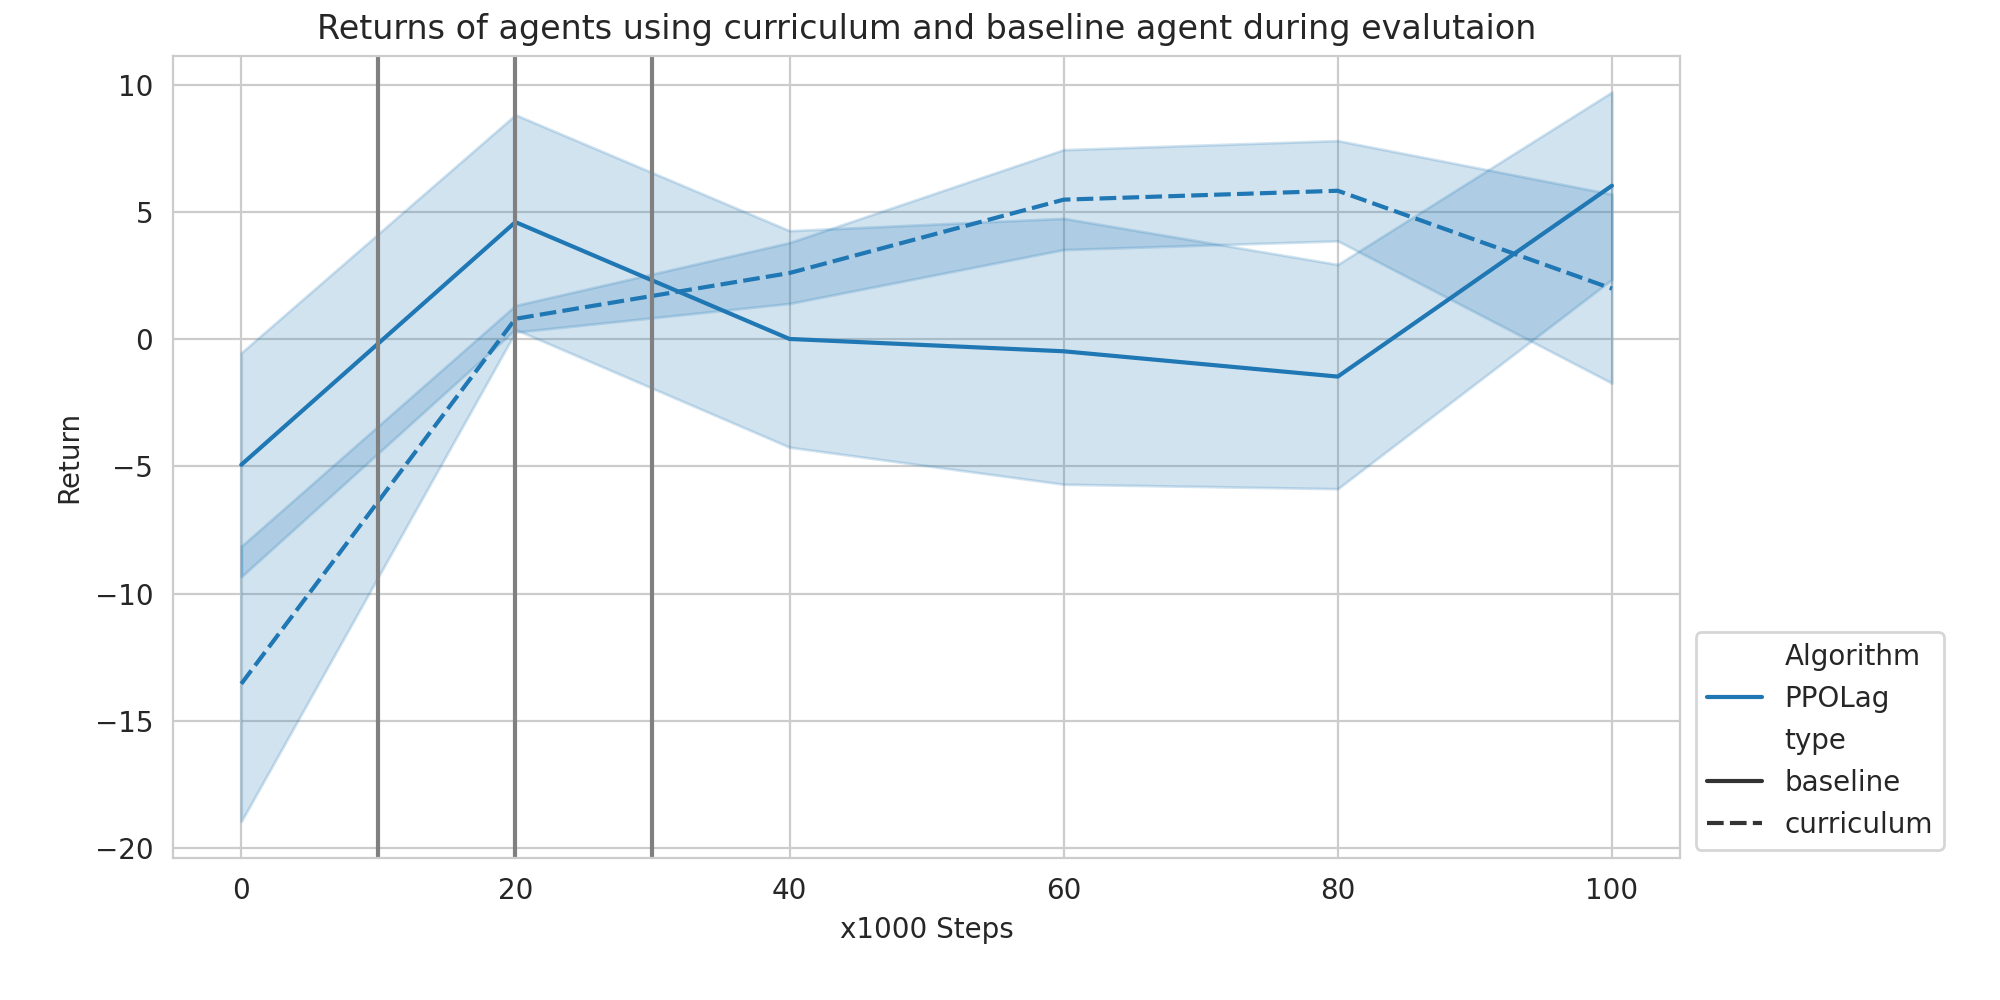 Returns of agents using curriculum and baseline agent during evalutaion
10
5
0
−5
−10
−15
−20
Return
0 20 40 60 80 100
x1000 Steps
Algorithm
PPOLag
type
baseline
curriculum